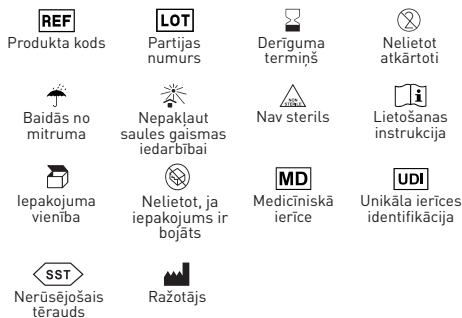 REF
LOT
Produkta kods
Partijas
numurs
Derīguma
termiņš
2
Nelietot
atkārtoti
Baidās no
mitruma
Nepakļaut
saules gaismas
iedarbībai
NON
STERILE
Nav sterils
i
Lietošanas
instrukcija
Iepakojuma
vienība
Nelietot, ja
iepakojums ir
bojāts
MD
Medicīniskā
ierīce
UDI
Unikāla ierīces
identifikācija
SST
Nerūsējošais
tērauds
Ražotājs